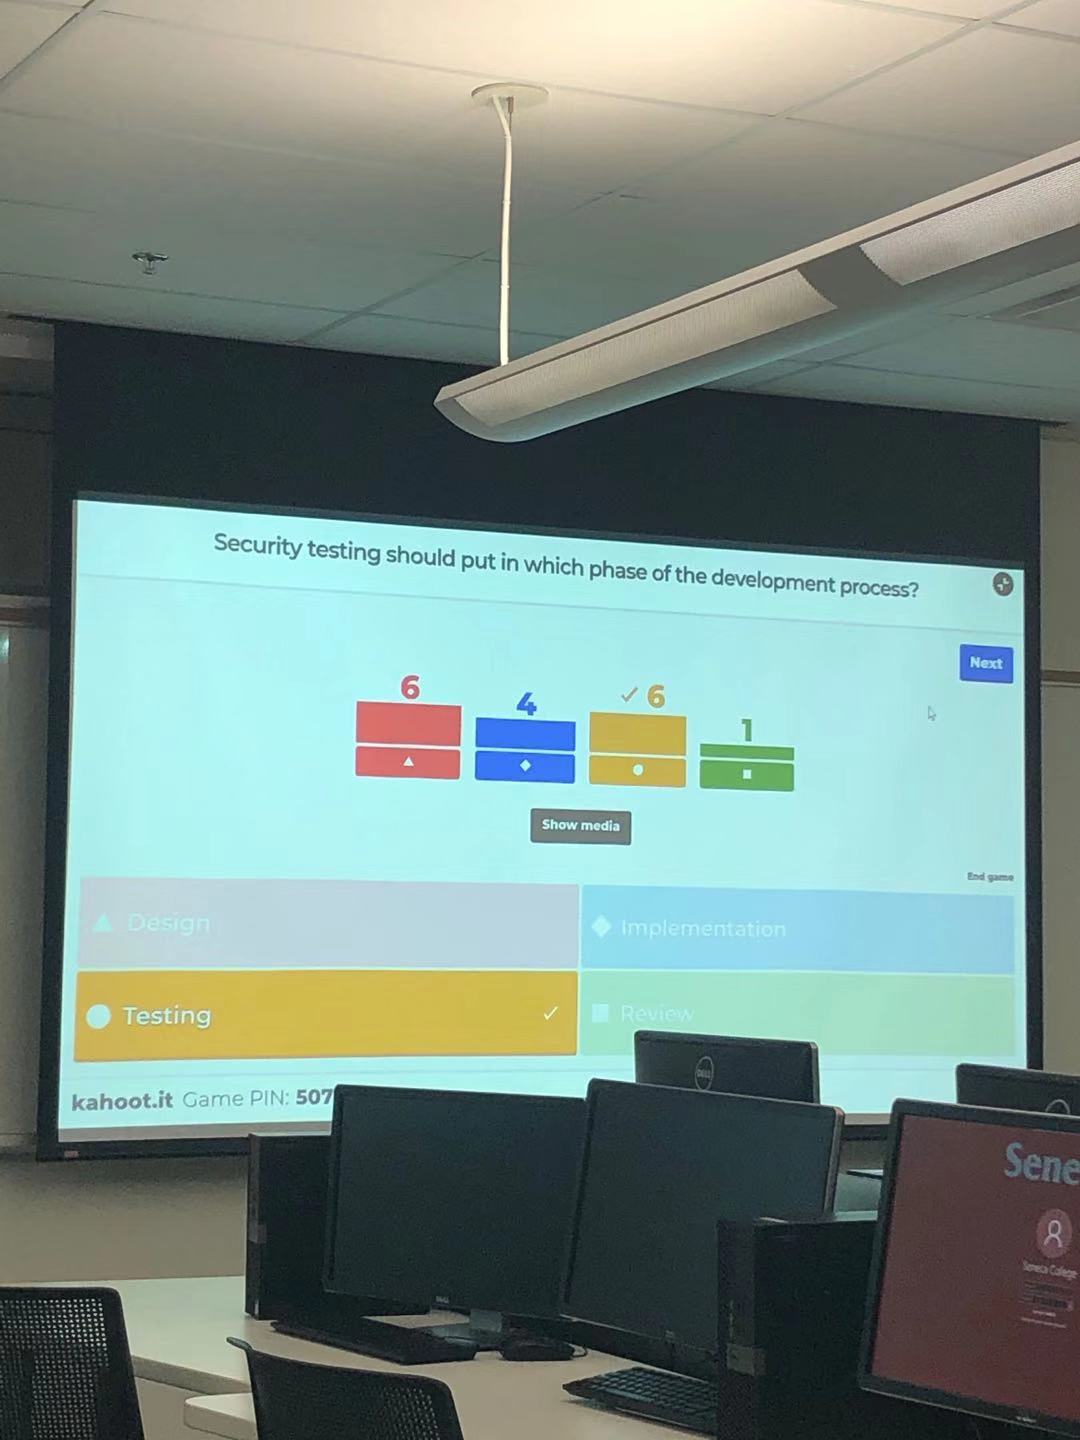 Security testing should put in which phase of the development process?
Next
6
4
6
1
Show media
End game
Design
Implementation
Testing
Review
kahoot.it Game PIN: 507
DELL
Sene
Seneca College